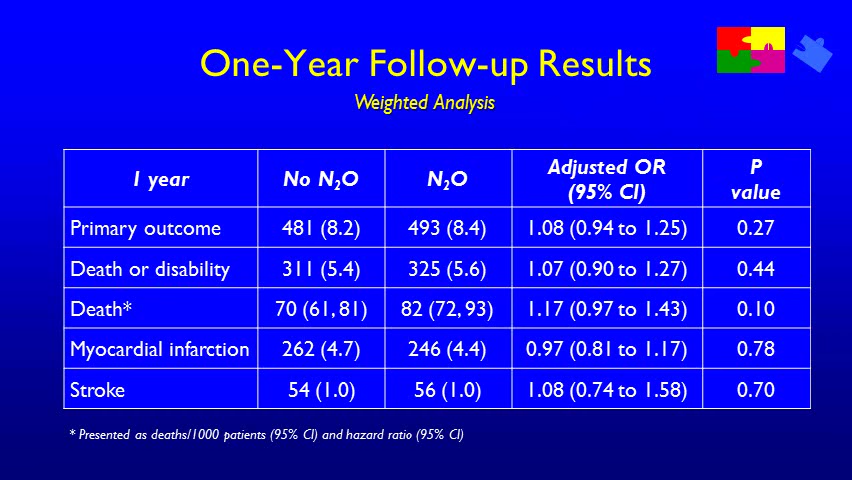 One-Year Follow-up Results
Weighted Analysis
1 year No N₂O N₂O Adjusted OR (95% CI) P value
Primary outcome 481 (8.2) 493 (8.4) 1.08 (0.94 to 1.25) 0.27
Death or disability 311 (5.4) 325 (5.6) 1.07 (0.90 to 1.27) 0.44
Death* 70 (61, 81) 82 (72, 93) 1.17 (0.97 to 1.43) 0.10
Myocardial infarction 262 (4.7) 246 (4.4) 0.97 (0.81 to 1.17) 0.78
Stroke 54 (1.0) 56 (1.0) 1.08 (0.74 to 1.58) 0.70
* Presented as deaths/1000 patients (95% CI) and hazard ratio (95% CI)